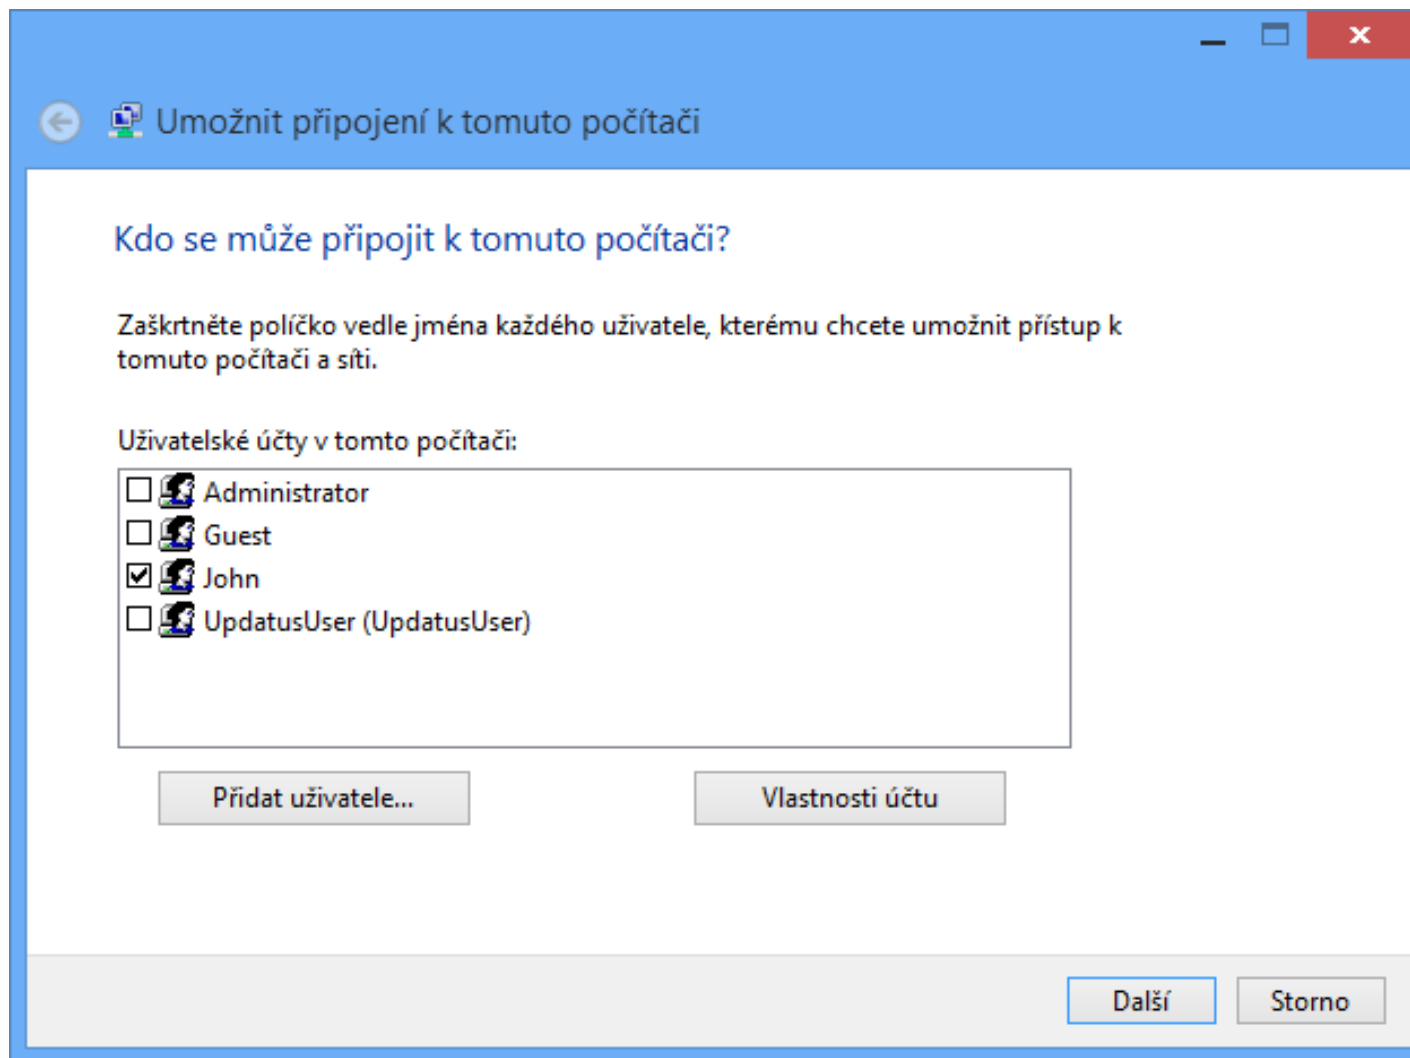 Umožnit připojení k tomuto počítači
Kdo se může připojit k tomuto počítači?
Zaškrtněte políčko vedle jména každého uživatele, kterému chcete umožnit přístup k
tomuto počítači a síti.
Uživatelské účty v tomto počítači:
Administrator
Guest
John
UpdatusUser (UpdatusUser)
Přidat uživatele...
Vlastnosti účtu
Další
Storno